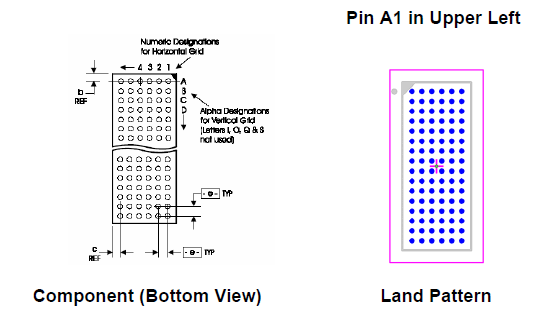 Pin A1 in Upper Left
Numeric Designations
for Horizontal Grid
4 3 2 1
A
B
C
D
b
REF
Alpha Designations
for Vertical Grid
(Letters I, O, Q & S
not used)
-e- TYP
c
REF
-e- TYP
Component (Bottom View)
Land Pattern